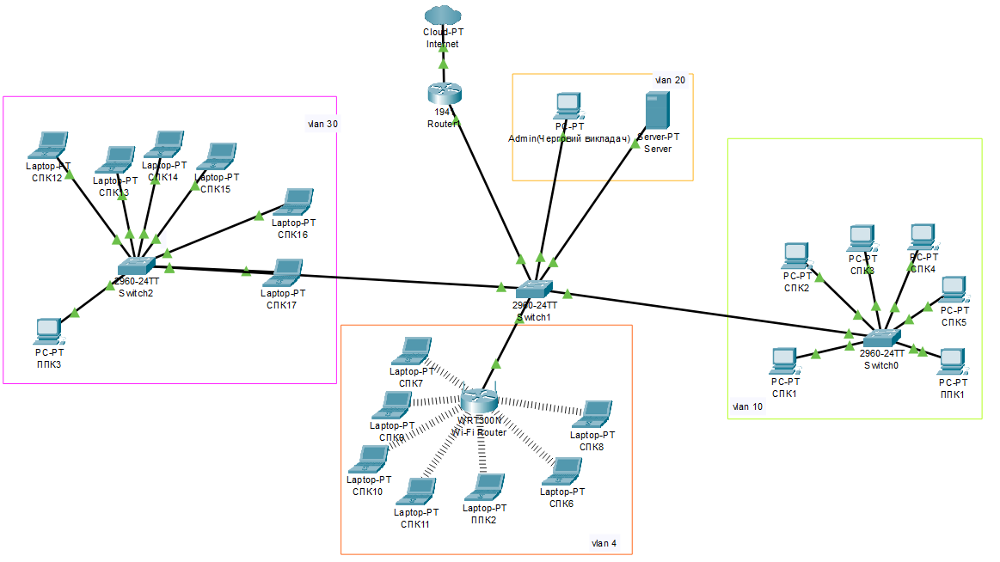 Cloud-PT
Internet
194
Router1
vlan 20
PC-PT
Admin(Черговий викладач)
Server-PT
Server
vlan 30
Laptop-PT
СПК12
Laptop-PT
СПК13
Laptop-PT
СПК14
Laptop-PT
СПК15
Laptop-PT
СПК16
Laptop-PT
СПК17
2960-24TT
Switch2
PC-PT
ППК3
2960-24TT
Switch1
PC-PT
СПК2
PC-PT
СПК3
PC-PT
СПК4
PC-PT
СПК5
2960-24TT
Switch0
PC-PT
СПК1
PC-PT
ППК1
vlan 10
Laptop-PT
СПК7
Laptop-PT
СПК9
WRT300N
Wi-Fi Router
Laptop-PT
СПК8
Laptop-PT
СПК10
Laptop-PT
СПК11
Laptop-PT
ППК2
Laptop-PT
СПК6
vlan 4